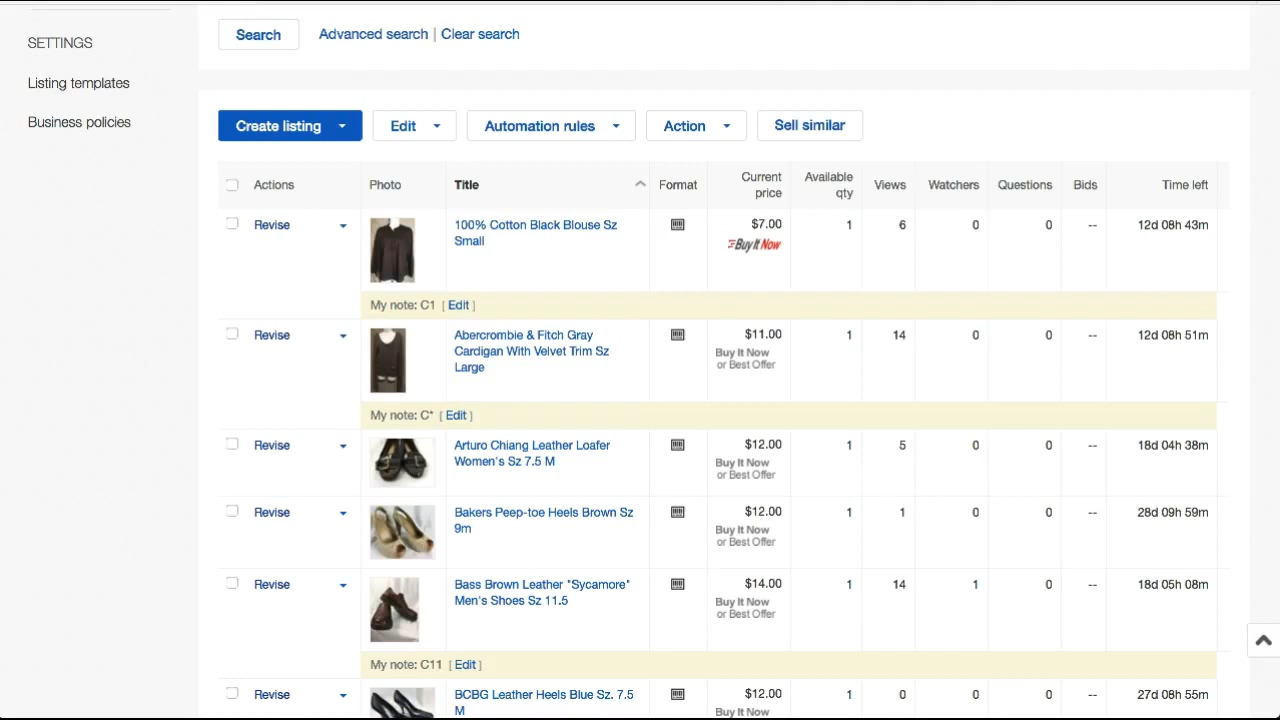 SETTINGS
Listing templates
Business policies
Search Advanced search | Clear search
Create listing Edit Automation rules Action Sell similar
Actions Photo Title Format Current price Available qty Views Watchers Questions Bids Time left
Revise 100% Cotton Black Blouse Sz $7.00 1 6 0 0 -- 12d 08h 43m
Small Buy It Now
My note: C1 [ Edit ]
Revise Abercrombie & Fitch Gray $11.00 1 14 0 0 -- 12d 08h 51m
Cardigan With Velvet Trim Sz Buy It Now
Large or Best Offer
My note: C* [ Edit ]
Revise Arturo Chiang Leather Loafer $12.00 1 5 0 0 -- 18d 04h 38m
Women's Sz 7.5 M Buy It Now
or Best Offer
Revise Bakers Peep-toe Heels Brown Sz $12.00 1 1 0 0 -- 28d 09h 59m
9m Buy It Now
or Best Offer
Revise Bass Brown Leather "Sycamore" $14.00 1 14 1 0 -- 18d 05h 08m
Men's Shoes Sz 11.5 Buy It Now
or Best Offer
My note: C11 [ Edit ]
Revise BCBG Leather Heels Blue Sz. 7.5 $12.00 1 0 0 0 -- 27d 08h 55m
M Buy It Now